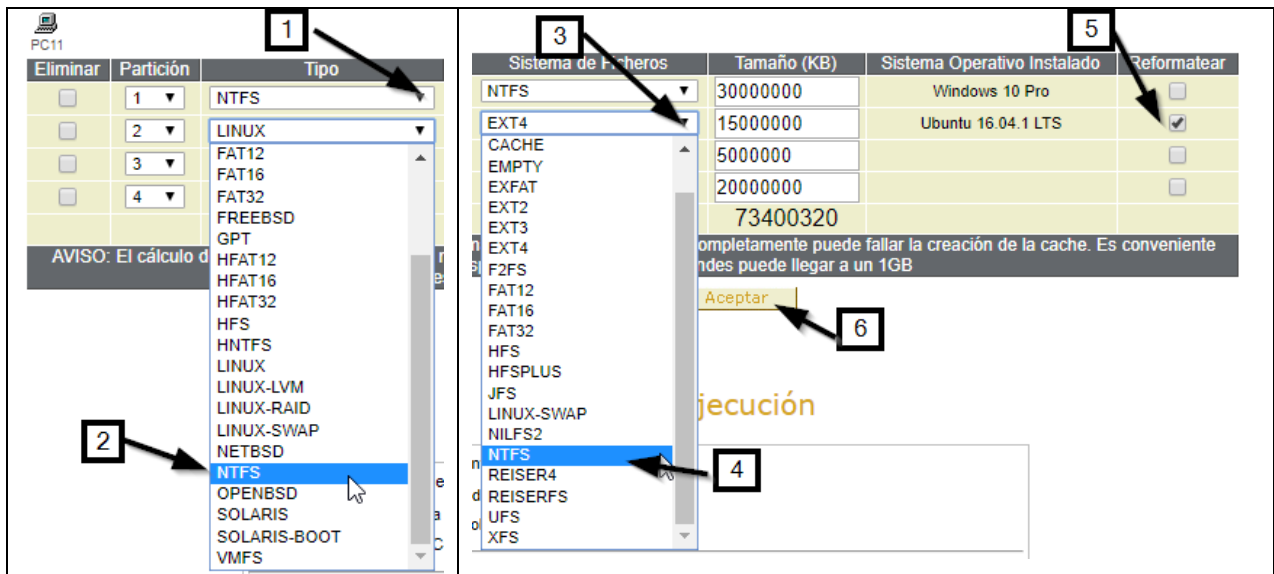 PC11
1
Eliminar Partición Tipo
1 NTFS
2 LINUX
3
4
FAT12
FAT16
FAT32
FREEBSD
GPT
HFAT12
HFAT16
HFAT32
HFS
HNTFS
LINUX
LINUX-LVM
LINUX-RAID
LINUX-SWAP
NETBSD
NTFS
OPENBSD
SOLARIS
SOLARIS-BOOT
VMFS
AVISO: El cálculo d
2
3
5
Sistema de Ficheros Tamaño (KB) Sistema Operativo Instalado Reformatear
NTFS 30000000 Windows 10 Pro
EXT4 15000000 Ubuntu 16.04.1 LTS
5000000
20000000
73400320
CACHE
EMPTY
EXFAT
EXT2
EXT3
EXT4
F2FS
FAT12
FAT16
FAT32
HFS
HFSPLUS
JFS
LINUX-SWAP
NILFS2
NTFS
REISER4
REISERFS
UFS
XFS
ompletamente puede fallar la creación de la cache. Es conveniente
ndes puede llegar a un 1GB
Aceptar
6
jecución
4